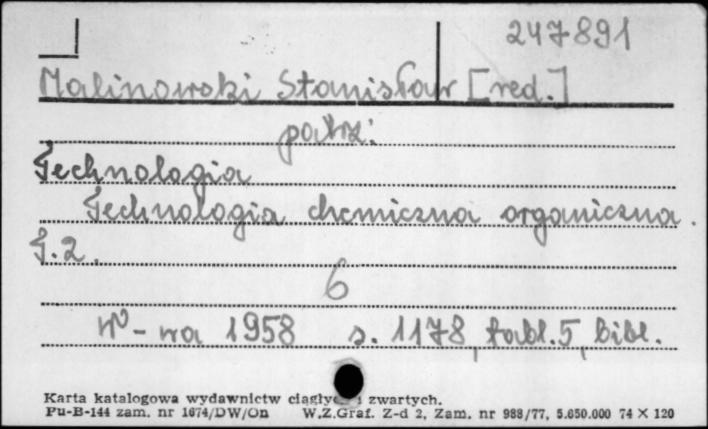 247891
Malinowski Stanisław [red.]
patrz:
Technologia
Technologia chemiczna organiczna.
T.2.
6
W-wa 1958 s. 1178, tabl. 5, bibl.
Karta katalogowa wydawnictw ciągłych i zwartych.
Pu-B-144 zam. nr 1674/DW/On W.Z.Graf. Z-d 2, Zam. nr 988/77, 5.650.000 74 X 120